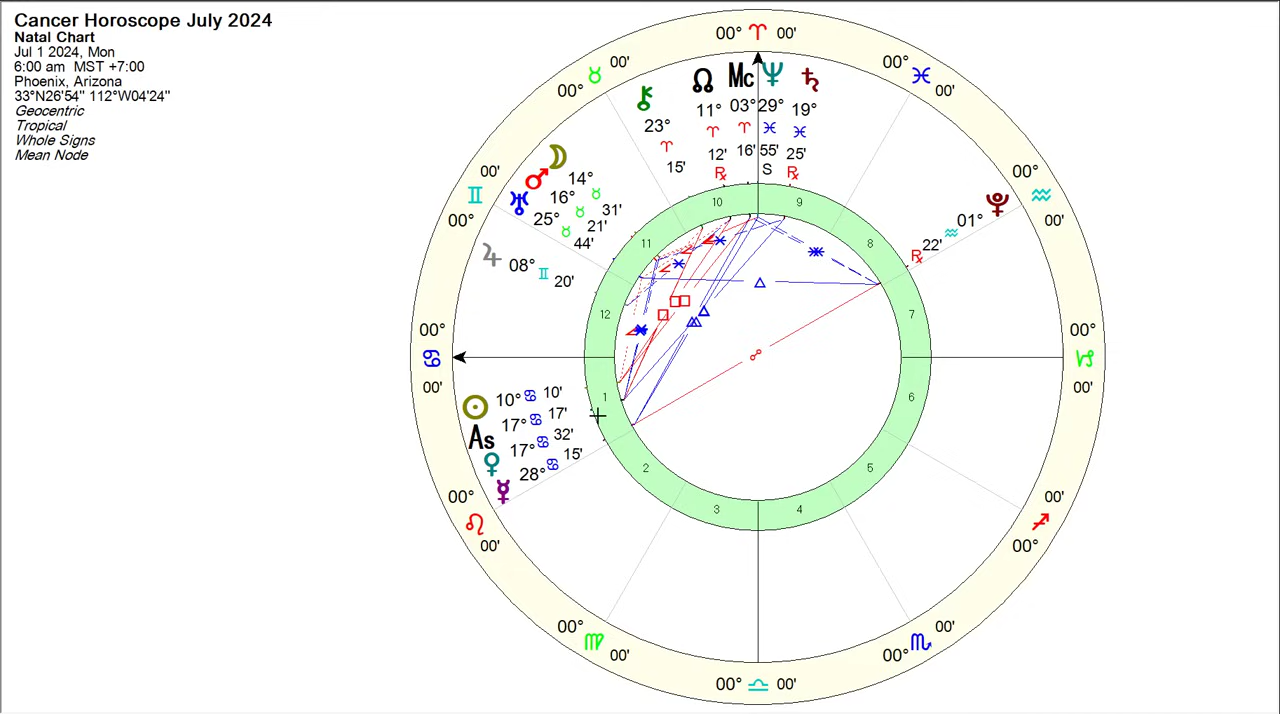 Cancer Horoscope July 2024
Natal Chart
Jul 1 2024, Mon
6:00 am MST +7:00
Phoenix, Arizona
33°N26'54" 112°W04'24"
Geocentric
Tropical
Whole Signs
Mean Node
00° ♈ 00'
00° ♓ 00'
00° ♒ 00'
00° ♑ 00'
00° ♐ 00'
00° ♏ 00'
00° ♎ 00'
00° ♍ 00'
00° ♌ 00'
00° ♋ 00'
00° ♊ 00'
00° ♉ 00'
⚷ 23° ♈ 15'
☊ 11° ♈ 12' ℞
Mc 03° ♈ 16'
♆ 29° ♓ 55' S
♄ 19° ♓ 25' ℞
♇ 01° ♒ 22' ℞
☽ 14° ♉ 31'
♂ 16° ♉ 21'
♅ 25° ♉ 44'
♃ 08° ♊ 20'
☉ 10° ♋ 10'
As 17° ♋ 17'
♀ 17° ♋ 32'
☿ 28° ♋ 15'
1
2
3
4
5
6
7
8
9
10
11
12